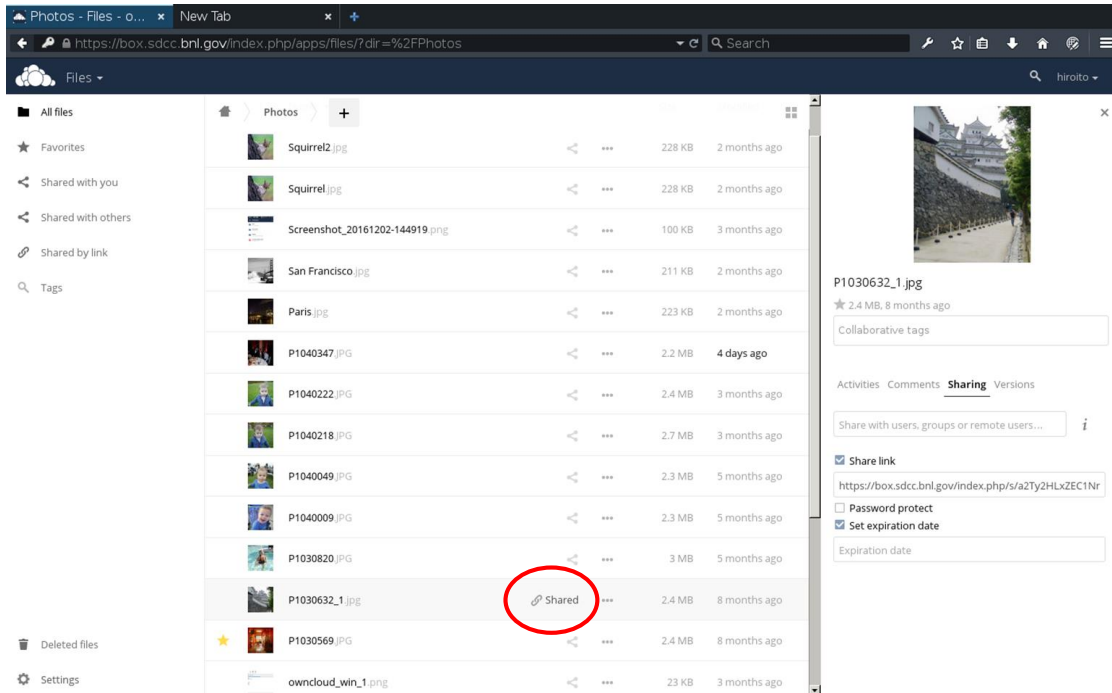 Photos - Files - o... × New Tab × +
https://box.sdcc.bnl.gov/index.php/apps/files/?dir=%2FPhotos Search
Files hiroito
All files
Favorites
Shared with you
Shared with others
Shared by link
Tags
Deleted files
Settings
Photos +
Squirrel2.jpg 228 KB 2 months ago
Squirrel.jpg 228 KB 2 months ago
Screenshot_20161202-144919.png 100 KB 3 months ago
San Francisco.jpg 211 KB 2 months ago
Paris.jpg 223 KB 2 months ago
P1040347.JPG 2.2 MB 4 days ago
P1040222.JPG 2.4 MB 3 months ago
P1040218.JPG 2.7 MB 3 months ago
P1040049.JPG 2.3 MB 5 months ago
P1040009.JPG 2.3 MB 5 months ago
P1030820.JPG 3 MB 5 months ago
P1030632_1.jpg Shared 2.4 MB 8 months ago
P1030569.JPG 2.4 MB 8 months ago
owncloud_win_1.png 23 KB 3 months ago
×
P1030632_1.jpg
2.4 MB, 8 months ago
Collaborative tags
Activities Comments Sharing Versions
Share with users, groups or remote users... i
Share link
https://box.sdcc.bnl.gov/index.php/s/a2Ty2HLxZEC1Nr
Password protect
Set expiration date
Expiration date